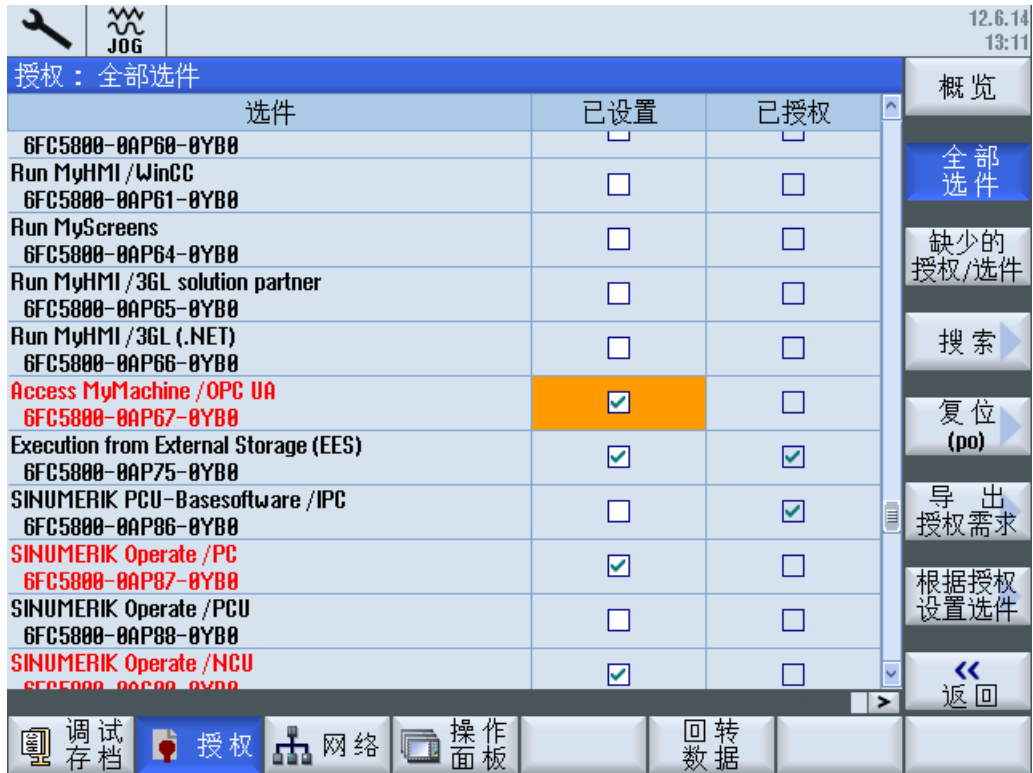 12.6.14
JOG
13:11
授权：全部选件
概览
选件 已设置 已授权
6FC5800-0AP60-0YB0
Run MyHMI /WinCC
6FC5800-0AP61-0YB0
全部
选件
Run MyScreens
6FC5800-0AP64-0YB0
缺少的
授权/选件
Run MyHMI /3GL solution partner
6FC5800-0AP65-0YB0
Run MyHMI /3GL (.NET)
6FC5800-0AP66-0YB0
搜索
Access MyMachine /OPC UA
6FC5800-0AP67-0YB0
复位
(po)
Execution from External Storage (EES)
6FC5800-0AP75-0YB0
SINUMERIK PCU-Basesoftware /IPC
6FC5800-0AP86-0YB0
导出
授权需求
SINUMERIK Operate /PC
6FC5800-0AP87-0YB0
根据授权
设置选件
SINUMERIK Operate /PCU
6FC5800-0AP88-0YB0
SINUMERIK Operate /NCU
<<
返回
>
调试
存档
授权
网络
操作
面板
回转
数据